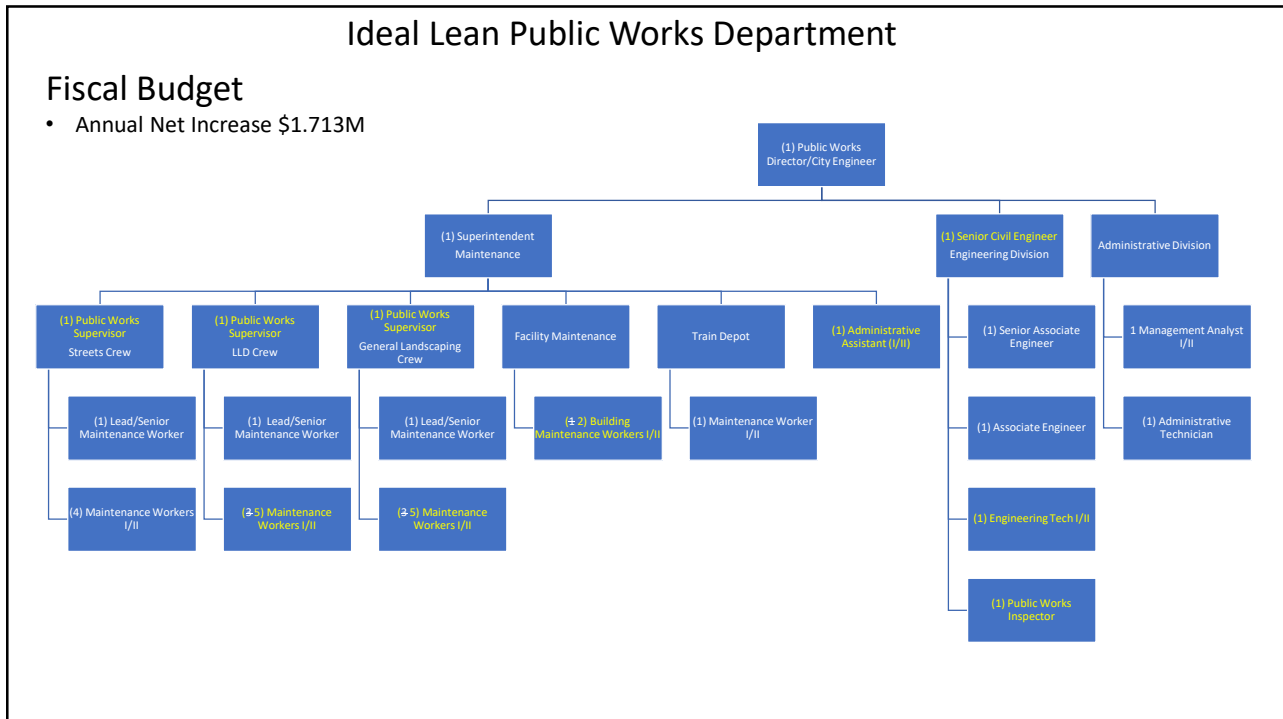 Ideal Lean Public Works Department
Fiscal Budget
• Annual Net Increase $1.713M
(1) Public Works
Director/City Engineer
(1) Superintendent
Maintenance
(1) Senior Civil Engineer
Engineering Division
Administrative Division
(1) Public Works
Supervisor
Streets Crew
(1) Public Works
Supervisor
LLD Crew
(1) Public Works
Supervisor
General Landscaping
Crew
Facility Maintenance
Train Depot
(1) Administrative
Assistant (I/II)
(1) Senior Associate
Engineer
1 Management Analyst
I/II
(1) Lead/Senior
Maintenance Worker
(1) Lead/Senior
Maintenance Worker
(1) Lead/Senior
Maintenance Worker
(1 2) Building
Maintenance Workers I/II
(1) Maintenance Worker
I/II
(1) Associate Engineer
(1) Administrative
Technician
(4) Maintenance Workers
I/II
(3 5) Maintenance
Workers I/II
(3 5) Maintenance
Workers I/II
(1) Engineering Tech I/II
(1) Public Works
Inspector